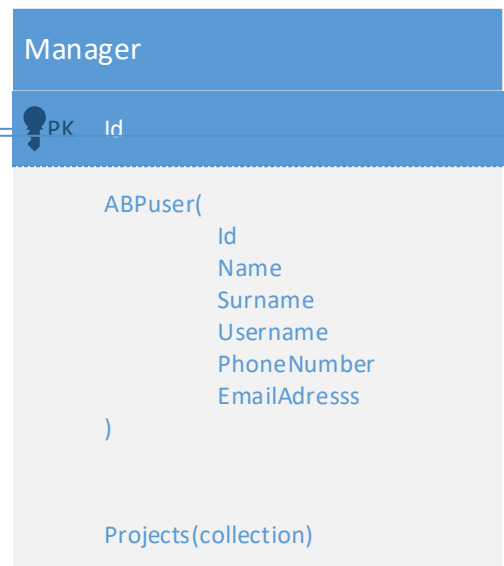 Manager
PK Id
ABPuser(
Id
Name
Surname
Username
PhoneNumber
EmailAdresss
)
Projects(collection)